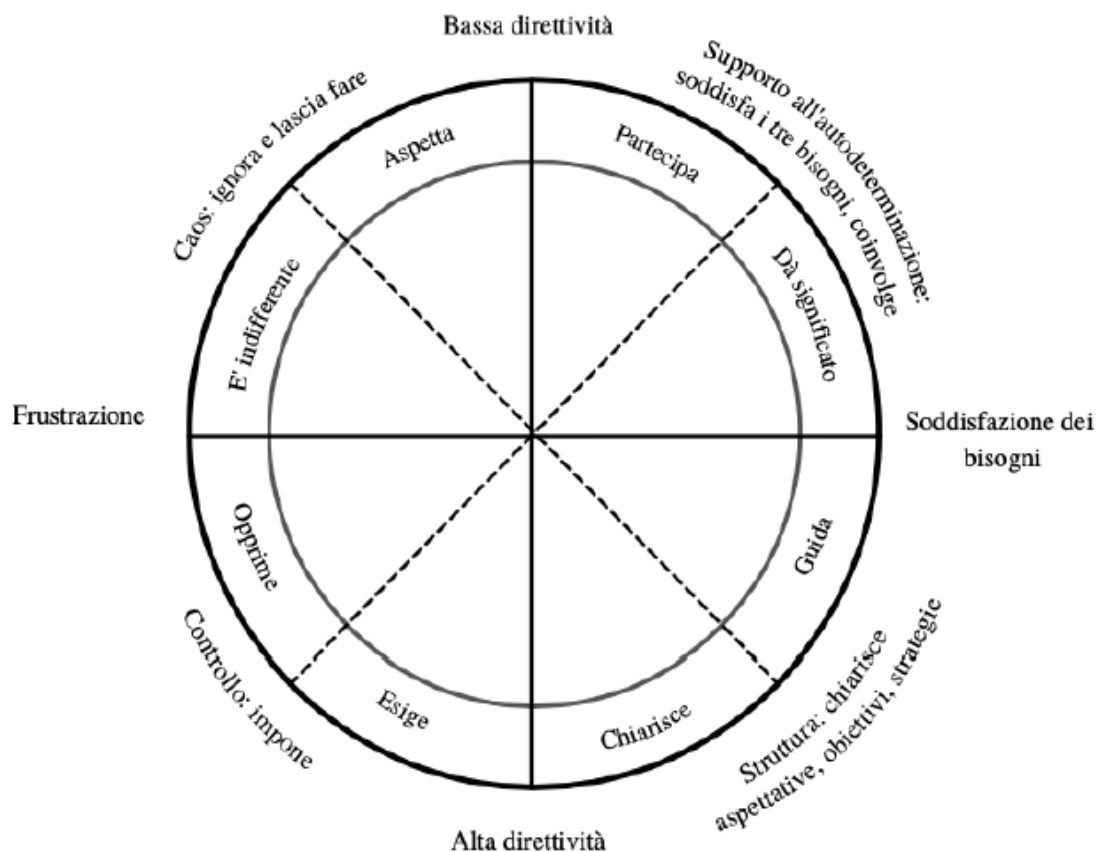 Bassa direttività
Supporto all'autodeterminazione:
soddisfa i tre bisogni, coinvolge
Caos: ignora e lascia fare
Aspetta
Partecipa
E' indifferente
Dà significato
Frustrazione
Soddisfazione dei
bisogni
Opprime
Guida
Controllo: impone
Esige
Chiarisce
Struttura: chiarisce
aspettative, obiettivi, strategie
Alta direttività